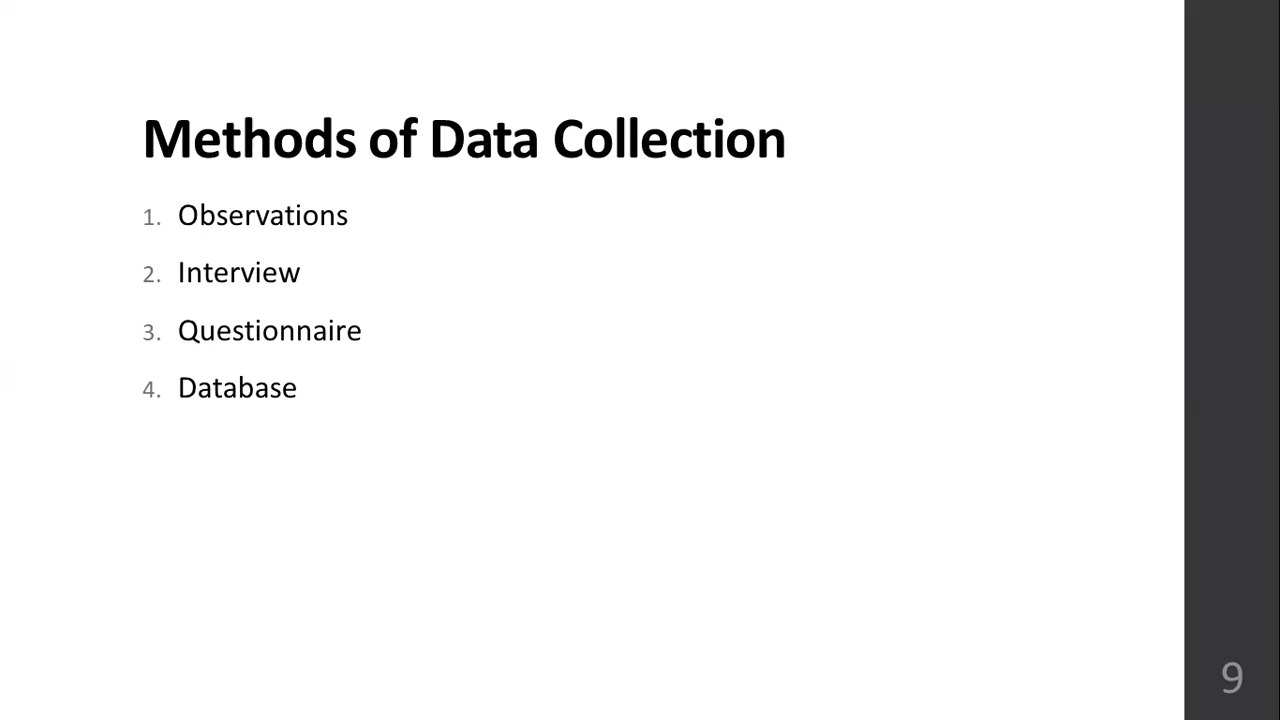 Methods of Data Collection
1. Observations
2. Interview
3. Questionnaire
4. Database
9